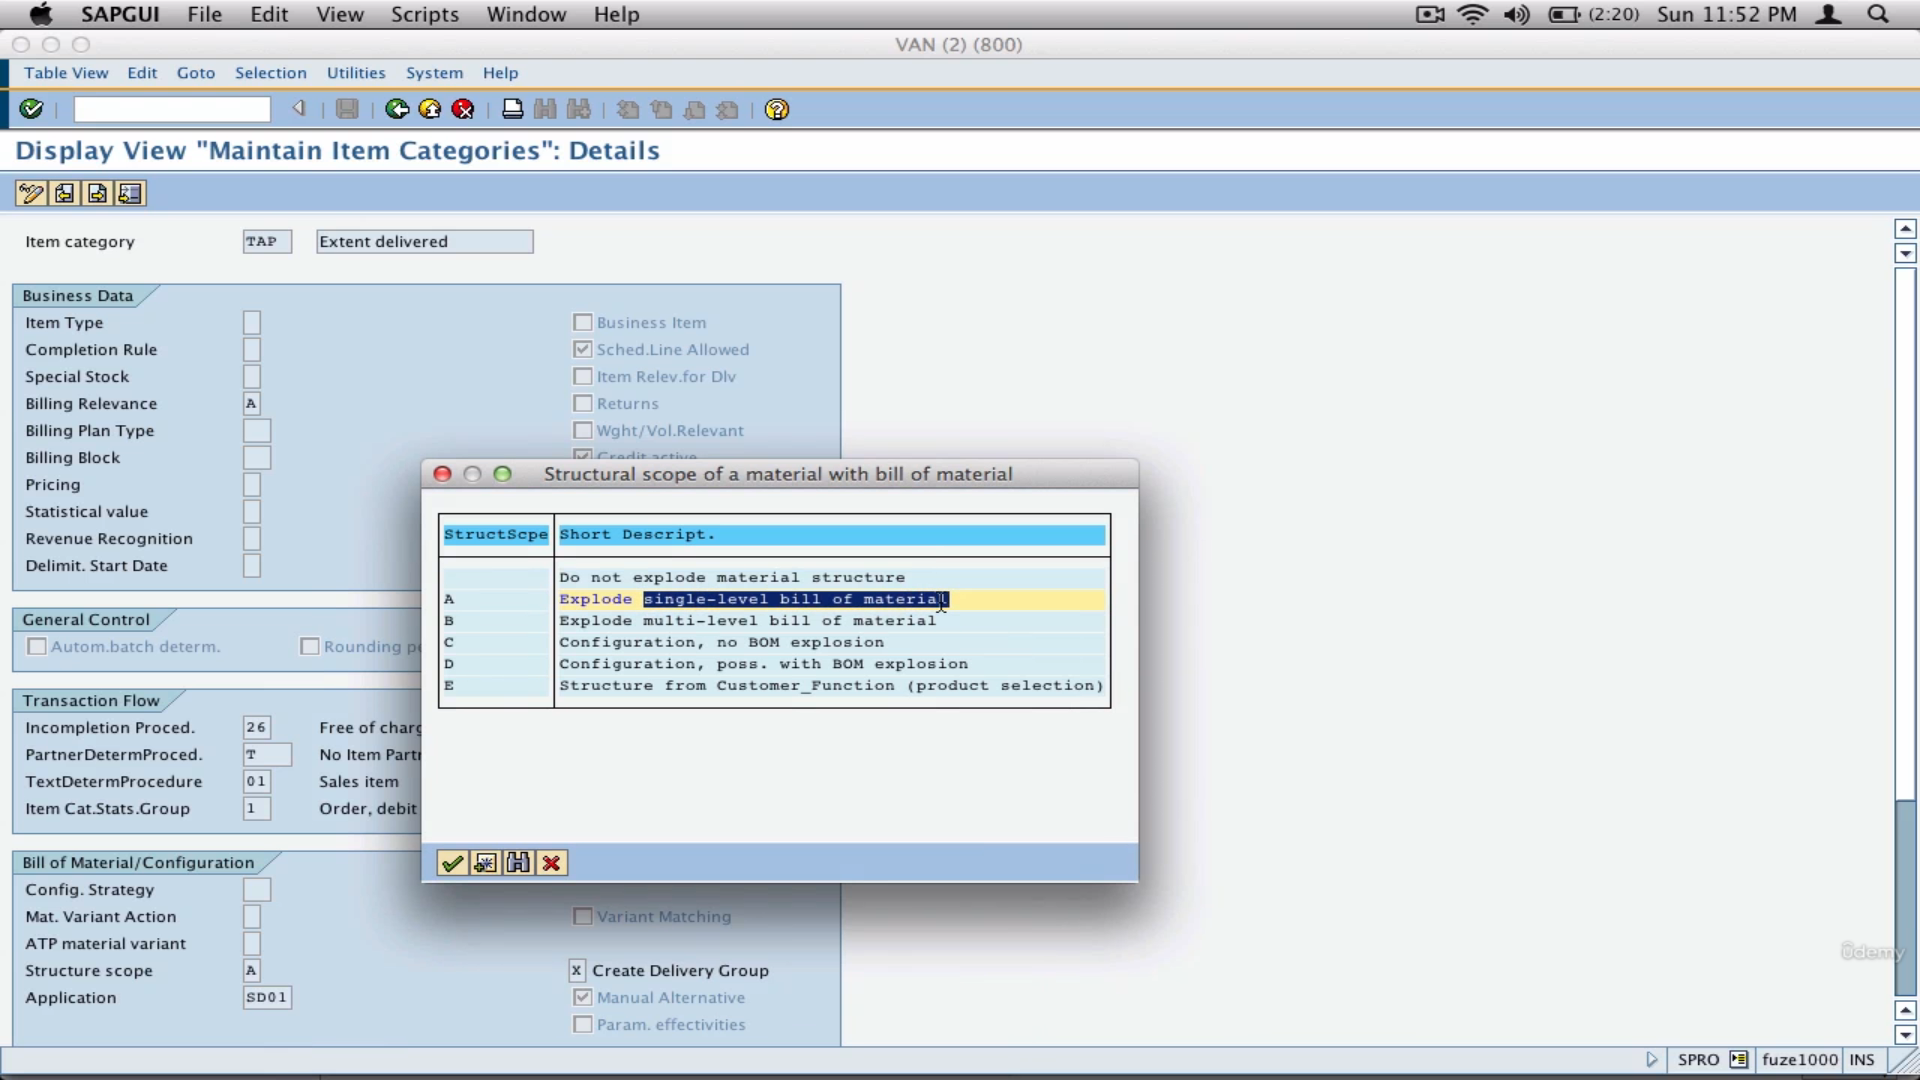 SAPGUI File Edit View Scripts Window Help (2:20) Sun 11:52 PM
VAN (2) (800)
Table View Edit Goto Selection Utilities System Help
Display View "Maintain Item Categories": Details
Item category TAP Extent delivered
Business Data
Item Type Business Item
Completion Rule Sched.Line Allowed
Special Stock Item Relev.for Dlv
Billing Relevance A Returns
Billing Plan Type Wght/Vol.Relevant
Billing Block Credit active
Pricing
Statistical value
Revenue Recognition
Delimit. Start Date
Structural scope of a material with bill of material
StructScpe Short Descript.
Do not explode material structure
A Explode single-level bill of material
B Explode multi-level bill of material
C Configuration, no BOM explosion
D Configuration, poss. with BOM explosion
E Structure from Customer_Function (product selection)
General Control
Autom.batch determ. Rounding pe
Transaction Flow
Incompletion Proced. 26 Free of charg
PartnerDetermProced. T No Item Partn
TextDetermProcedure 01 Sales item
Item Cat.Stats.Group 1 Order, debit
Bill of Material/Configuration
Config. Strategy
Mat. Variant Action Variant Matching
ATP material variant
Structure scope A X Create Delivery Group
Application SD01 Manual Alternative
Param. effectivities
udemy
SPRO fuze1000 INS